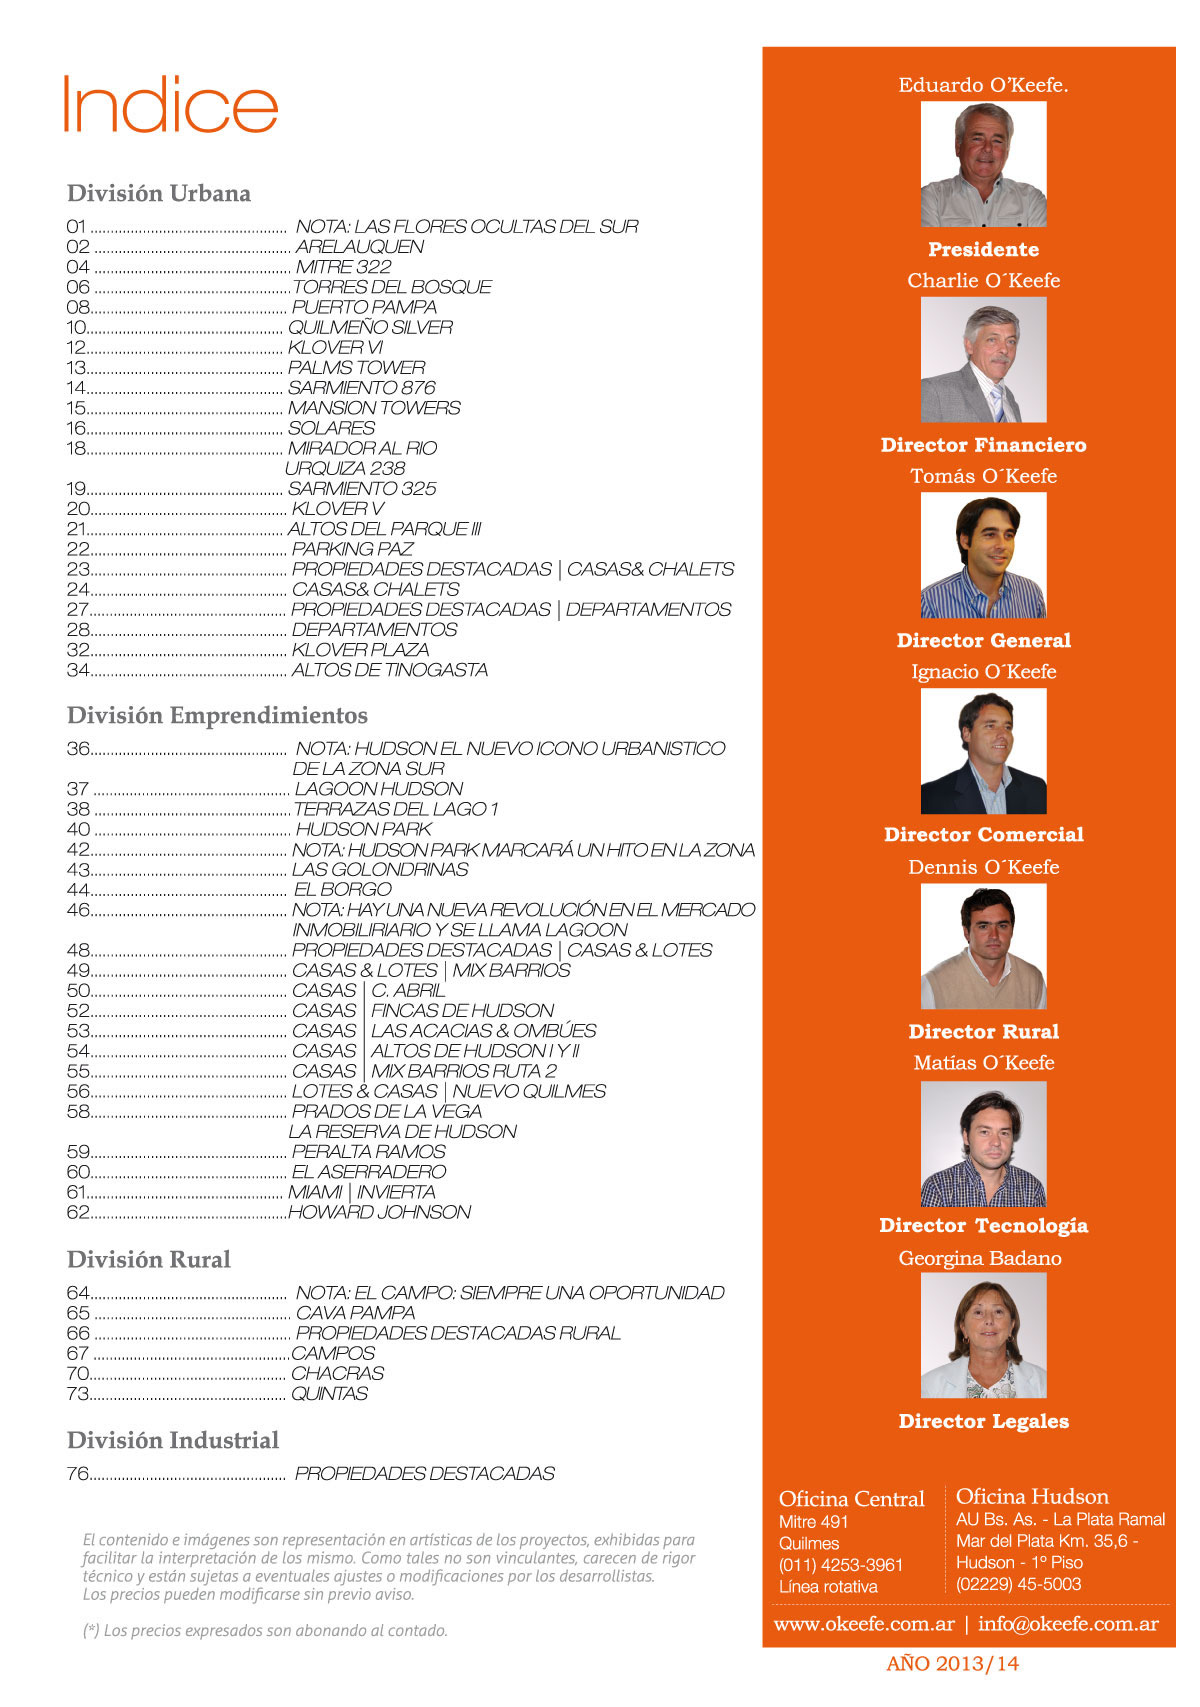 Indice
División Urbana
01 ................................................. NOTA: LAS FLORES OCULTAS DEL SUR
02 ................................................. ARELAUQUEN
04 ................................................. MITRE 322
06 ................................................. TORRES DEL BOSQUE
08................................................. PUERTO PAMPA
10................................................. QUILMEÑO SILVER
12................................................. KLOVER VI
13................................................. PALMS TOWER
14................................................. SARMIENTO 876
15................................................. MANSION TOWERS
16................................................. SOLARES
18................................................. MIRADOR AL RIO
URQUIZA 238
19................................................. SARMIENTO 325
20................................................. KLOVER V
21................................................. ALTOS DEL PARQUE III
22................................................. PARKING PAZ
23................................................. PROPIEDADES DESTACADAS | CASAS& CHALETS
24................................................. CASAS& CHALETS
27................................................. PROPIEDADES DESTACADAS | DEPARTAMENTOS
28................................................. DEPARTAMENTOS
32................................................. KLOVER PLAZA
34................................................. ALTOS DE TINOGASTA
División Emprendimientos
36................................................. NOTA: HUDSON EL NUEVO ICONO URBANISTICO
DE LA ZONA SUR
37 ................................................. LAGOON HUDSON
38 ................................................. TERRAZAS DEL LAGO 1
40 ................................................. HUDSON PARK
42................................................. NOTA: HUDSON PARK MARCARÁ UN HITO EN LA ZONA
43................................................. LAS GOLONDRINAS
44................................................. EL BORGO
46................................................. NOTA: HAY UNA NUEVA REVOLUCIÓN EN EL MERCADO
INMOBILIRIARIO Y SE LLAMA LAGOON
48................................................. PROPIEDADES DESTACADAS | CASAS & LOTES
49................................................. CASAS & LOTES | MIX BARRIOS
50................................................. CASAS | C. ABRIL
52................................................. CASAS | FINCAS DE HUDSON
53................................................. CASAS | LAS ACACIAS & OMBÚES
54................................................. CASAS | ALTOS DE HUDSON I Y II
55................................................. CASAS | MIX BARRIOS RUTA 2
56................................................. LOTES & CASAS | NUEVO QUILMES
58................................................. PRADOS DE LA VEGA
LA RESERVA DE HUDSON
59................................................. PERALTA RAMOS
60................................................. EL ASERRADERO
61................................................. MIAMI | INVIERTA
62.................................................HOWARD JOHNSON
División Rural
64................................................. NOTA: EL CAMPO: SIEMPRE UNA OPORTUNIDAD
65 ................................................. CAVA PAMPA
66 ................................................. PROPIEDADES DESTACADAS RURAL
67 .................................................CAMPOS
70................................................. CHACRAS
73................................................. QUINTAS
División Industrial
76................................................. PROPIEDADES DESTACADAS
El contenido e imágenes son representación en artísticas de los proyectos, exhibidas para
facilitar la interpretación de los mismo. Como tales no son vinculantes, carecen de rigor
técnico y están sujetas a eventuales ajustes o modificaciones por los desarrollistas.
Los precios pueden modificarse sin previo aviso.
(*) Los precios expresados son abonando al contado.
Eduardo O’Keefe.
Presidente
Charlie O´Keefe
Director Financiero
Tomás O´Keefe
Director General
Ignacio O´Keefe
Director Comercial
Dennis O´Keefe
Director Rural
Matías O´Keefe
Director Tecnología
Georgina Badano
Director Legales
Oficina Central
Mitre 491
Quilmes
(011) 4253-3961
Línea rotativa
Oficina Hudson
AU Bs. As. - La Plata Ramal
Mar del Plata Km. 35,6 -
Hudson - 1º Piso
(02229) 45-5003
www.okeefe.com.ar | info@okeefe.com.ar
AÑO 2013/14